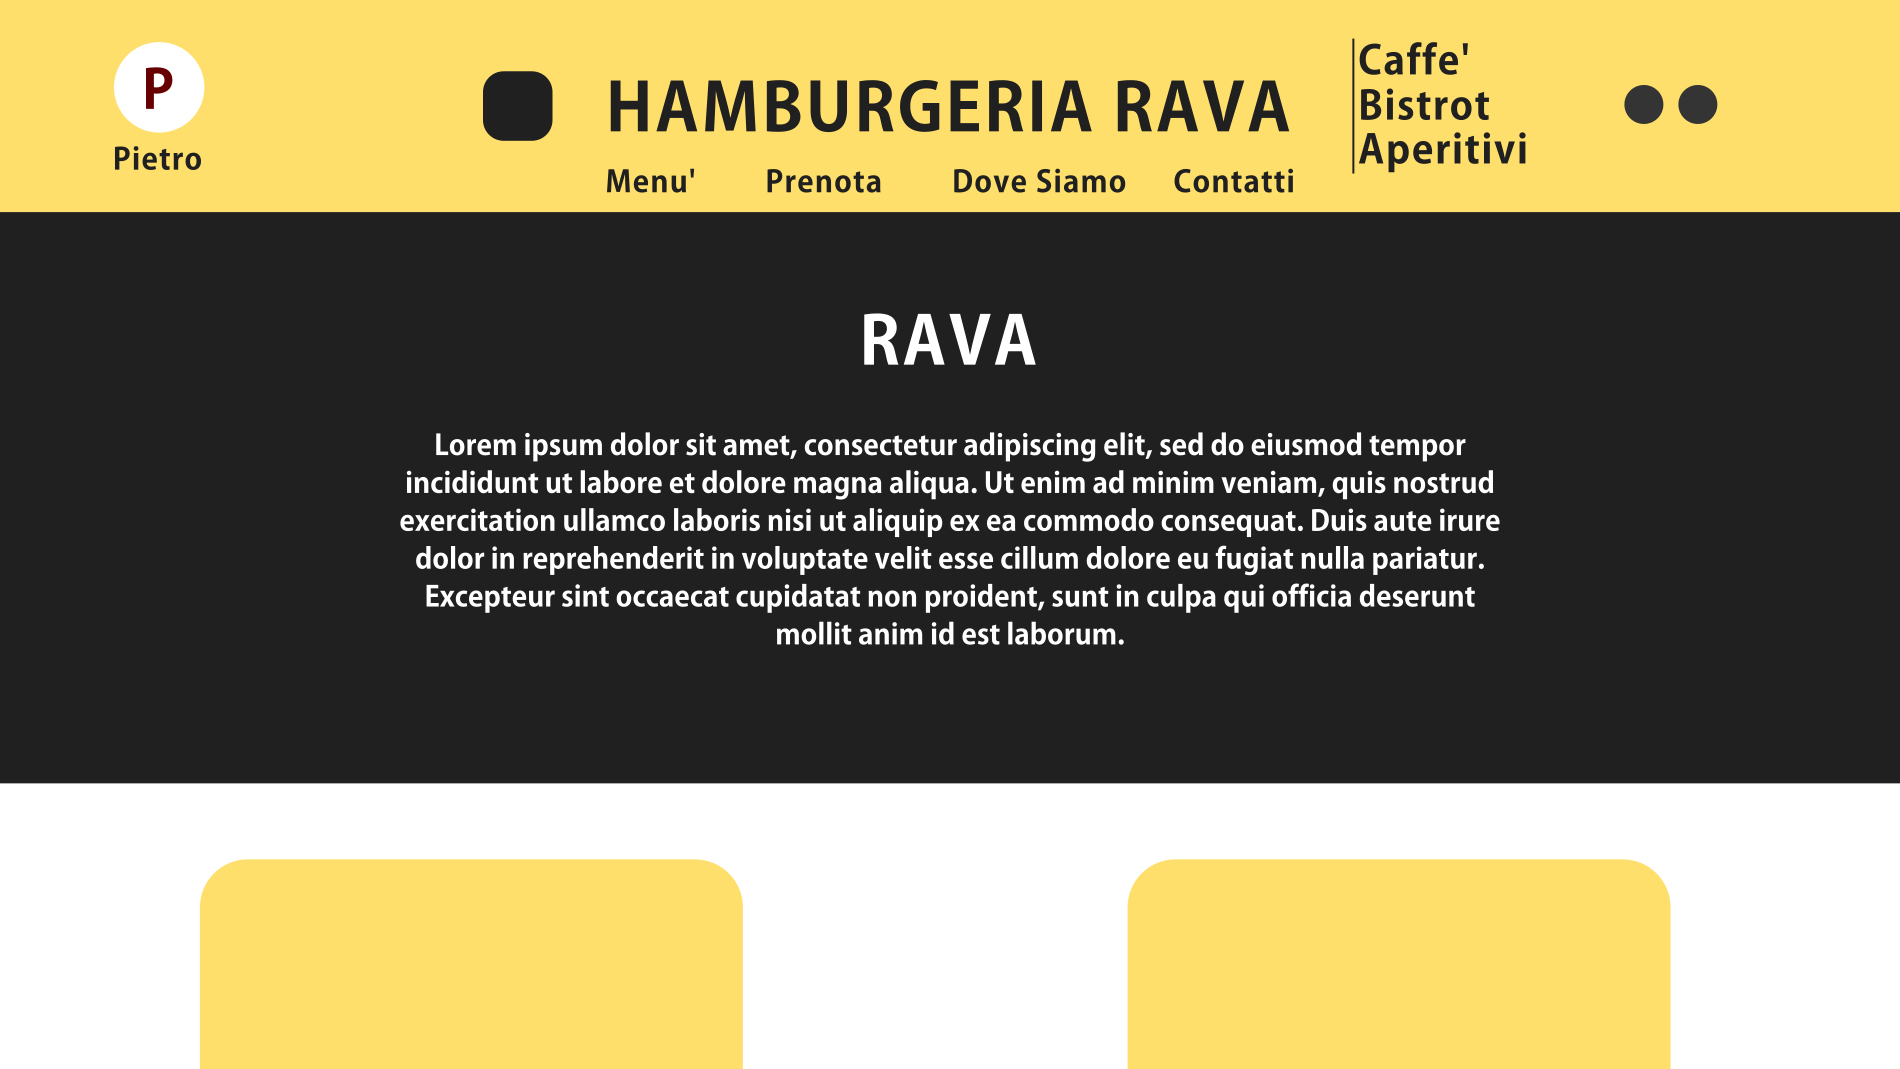 P
Pietro
HAMBURGERIA RAVA
Menu' Prenota Dove Siamo Contatti
Caffe'
Bistrot
Aperitivi
RAVA
Lorem ipsum dolor sit amet, consectetur adipiscing elit, sed do eiusmod tempor
incididunt ut labore et dolore magna aliqua. Ut enim ad minim veniam, quis nostrud
exercitation ullamco laboris nisi ut aliquip ex ea commodo consequat. Duis aute irure
dolor in reprehenderit in voluptate velit esse cillum dolore eu fugiat nulla pariatur.
Excepteur sint occaecat cupidatat non proident, sunt in culpa qui officia deserunt
mollit anim id est laborum.